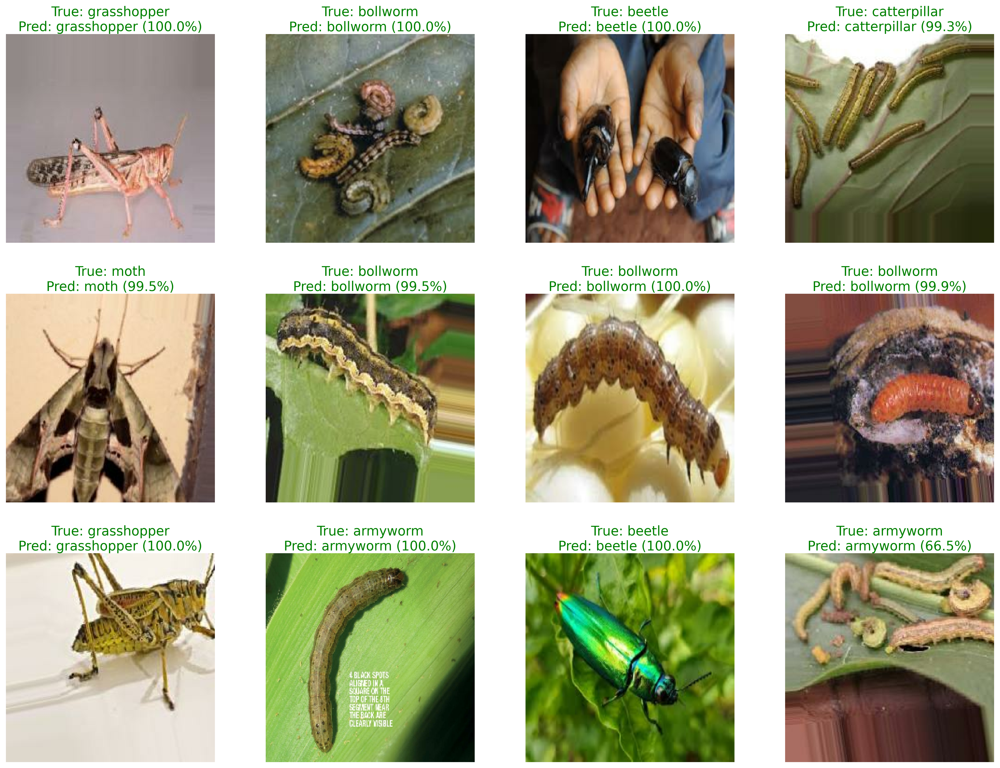 True: grasshopper
Pred: grasshopper (100.0%)
True: bollworm
Pred: bollworm (100.0%)
True: beetle
Pred: beetle (100.0%)
True: catterpillar
Pred: catterpillar (99.3%)
True: moth
Pred: moth (99.5%)
True: bollworm
Pred: bollworm (99.5%)
True: bollworm
Pred: bollworm (100.0%)
True: bollworm
Pred: bollworm (99.9%)
True: grasshopper
Pred: grasshopper (100.0%)
True: armyworm
Pred: armyworm (100.0%)
True: beetle
Pred: beetle (100.0%)
True: armyworm
Pred: armyworm (66.5%)
4 BLACK SPOTS
ALIGNED IN A
SQUARE ON THE
TOP OF THE 8TH
SEGMENT NEAR
THE BACK ARE
CLEARLY VISIBLE